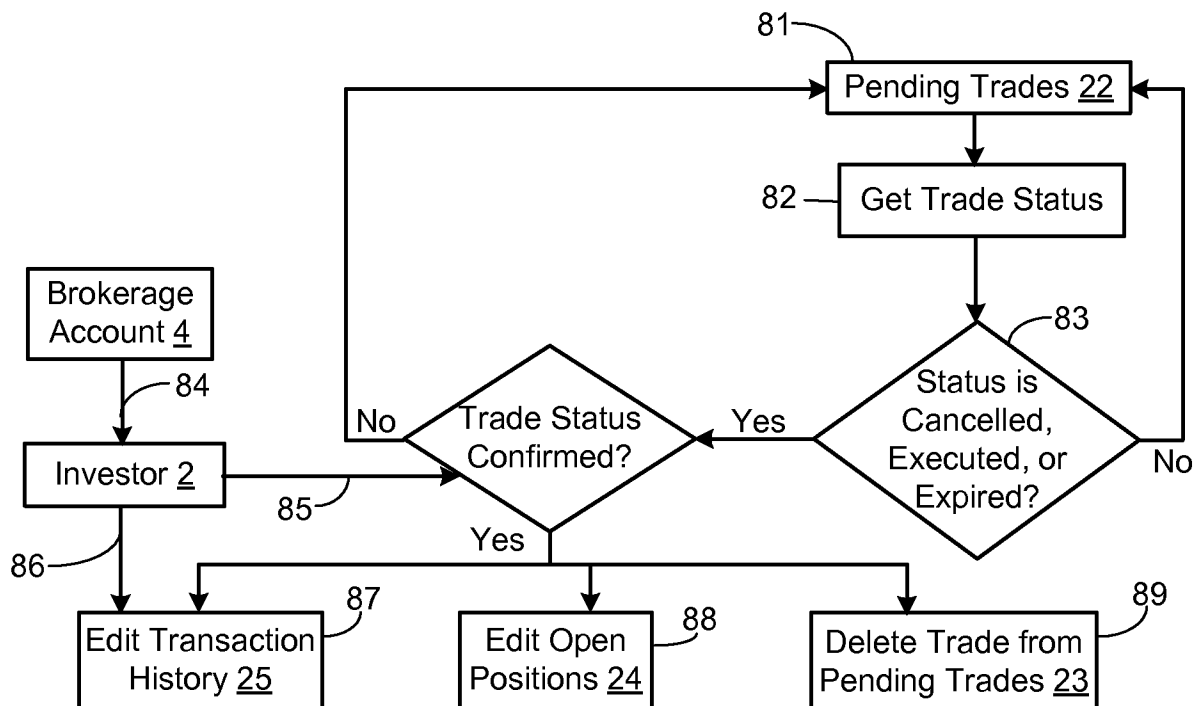 81
Pending Trades 22
82
Get Trade Status
Brokerage
Account 4
84
83
Status is
Cancelled,
Executed, or
Expired?
No
Trade Status
Confirmed?
Yes
No
Investor 2
85
86
Yes
87
88
89
Edit Transaction
History 25
Edit Open
Positions 24
Delete Trade from
Pending Trades 23